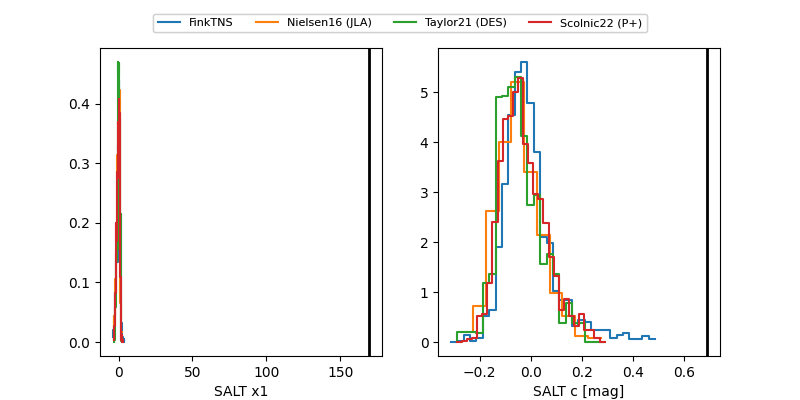 FinkTNS Nielsen16 (JLA) Taylor21 (DES) Scolnic22 (P+)
0.4
0.3
0.2
0.1
0.0
0 50 100 150
SALT x1
5
4
3
2
1
0
−0.2 0.0 0.2 0.4 0.6
SALT c [mag]